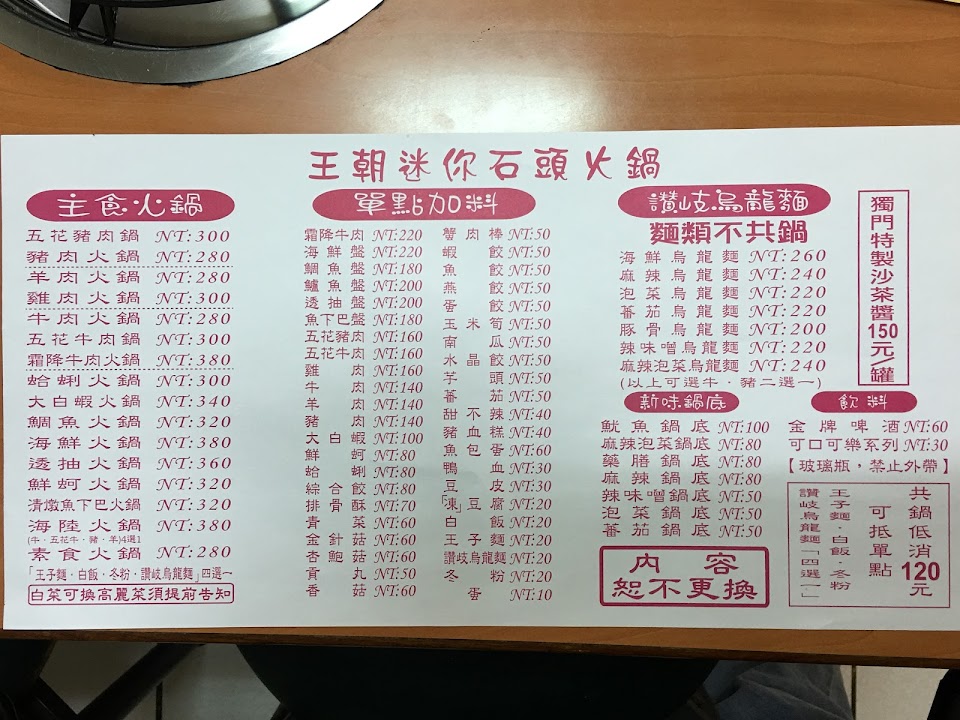 王朝迷你石頭火鍋
主食火鍋
五花豬肉鍋 NT:300
豬肉火鍋 NT:280
羊肉火鍋 NT:280
雞肉火鍋 NT:300
牛肉火鍋 NT:280
五花牛肉鍋 NT:300
霜降牛肉火鍋 NT:380
蛤蜊火鍋 NT:300
大白蝦火鍋 NT:340
鯛魚火鍋 NT:320
海鮮火鍋 NT:380
透抽火鍋 NT:360
鮮蚵火鍋 NT:320
清燉魚下巴火鍋 NT:320
海陸火鍋 NT:380
(牛·五花牛·豬·羊)4選1
素食火鍋 NT:280
「王子麵·白飯·冬粉·讚岐烏龍麵」四選一
白菜可換高麗菜須提前告知
單點加料
霜降牛肉 NT:220
海鮮盤 NT:220
鯛魚盤 NT:180
鱸魚盤 NT:200
透抽盤 NT:200
魚下巴盤 NT:180
五花豬肉 NT:160
五花牛肉 NT:160
雞肉 NT:160
牛肉 NT:140
羊肉 NT:140
豬肉 NT:140
大白蝦 NT:100
鮮蚵 NT:80
蛤蜊 NT:80
綜合餃 NT:80
排骨酥 NT:70
青菜 NT:60
金針菇 NT:60
杏鮑菇 NT:60
貢丸 NT:50
香菇 NT:60
蟹肉棒 NT:50
蝦餃 NT:50
魚餃 NT:50
燕餃 NT:50
蛋餃 NT:50
玉米筍 NT:50
南瓜 NT:50
水晶餃 NT:50
芋頭 NT:50
蕃茄 NT:50
甜不辣 NT:40
豬血糕 NT:40
魚包蛋 NT:60
鴨血 NT:30
豆皮 NT:30
「凍」豆腐 NT:20
白飯 NT:20
王子麵 NT:20
讚岐烏龍麵 NT:20
冬粉 NT:20
蛋 NT:10
讚岐烏龍麵
麵類不共鍋
海鮮烏龍麵 NT:260
麻辣烏龍麵 NT:240
泡菜烏龍麵 NT:220
蕃茄烏龍麵 NT:220
豚骨烏龍麵 NT:200
辣味噌烏龍麵 NT:220
麻辣泡菜烏龍麵 NT:240
(以上可選牛·豬二選一)
新味鍋底
魷魚鍋底 NT:100
麻辣泡菜鍋底 NT:80
藥膳鍋底 NT:80
麻辣鍋底 NT:80
辣味噌鍋底 NT:50
泡菜鍋底 NT:50
蕃茄鍋底 NT:50
內容
恕不更換
獨門特製沙茶醬150元／罐
飲料
金牌啤酒 NT:60
可口可樂系列 NT:30
【玻璃瓶，禁止外帶】
共鍋低消120元
可抵單點
王子麵·白飯·冬粉
讚岐烏龍麵「四選一」